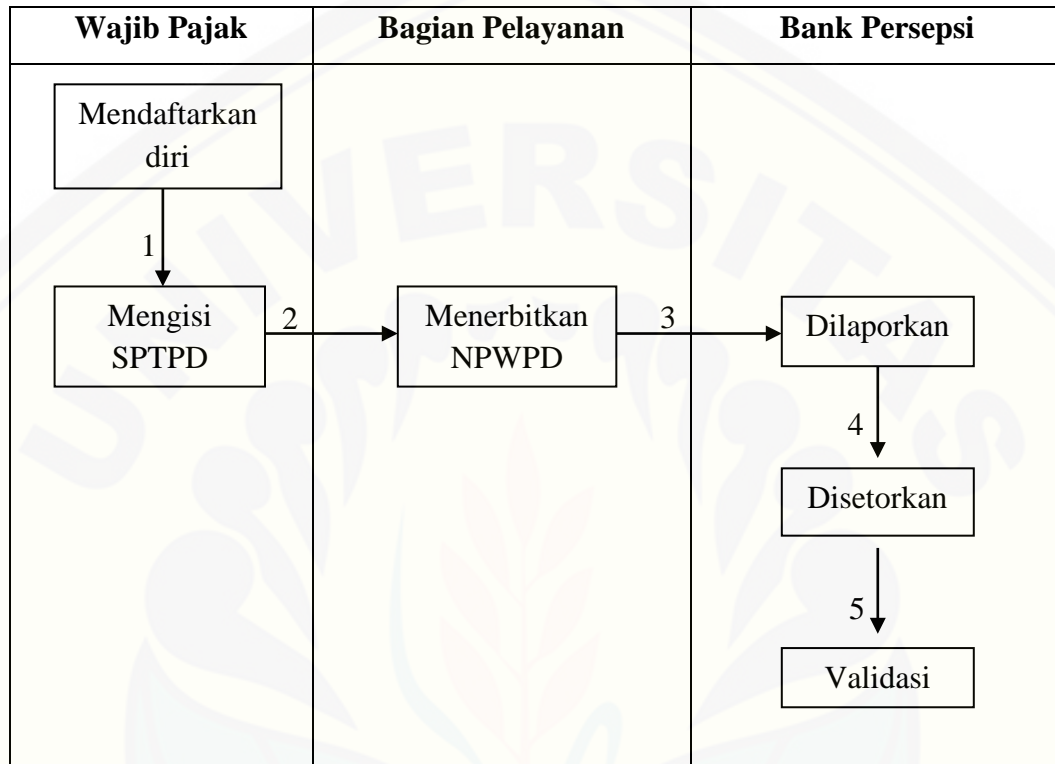 Wajib Pajak
Bagian Pelayanan
Bank Persepsi
Mendaftarkan
diri
1
Mengisi
SPTPD
2
Menerbitkan
NPWPD
3
Dilaporkan
4
Disetorkan
5
Validasi
UNIVERSITAS